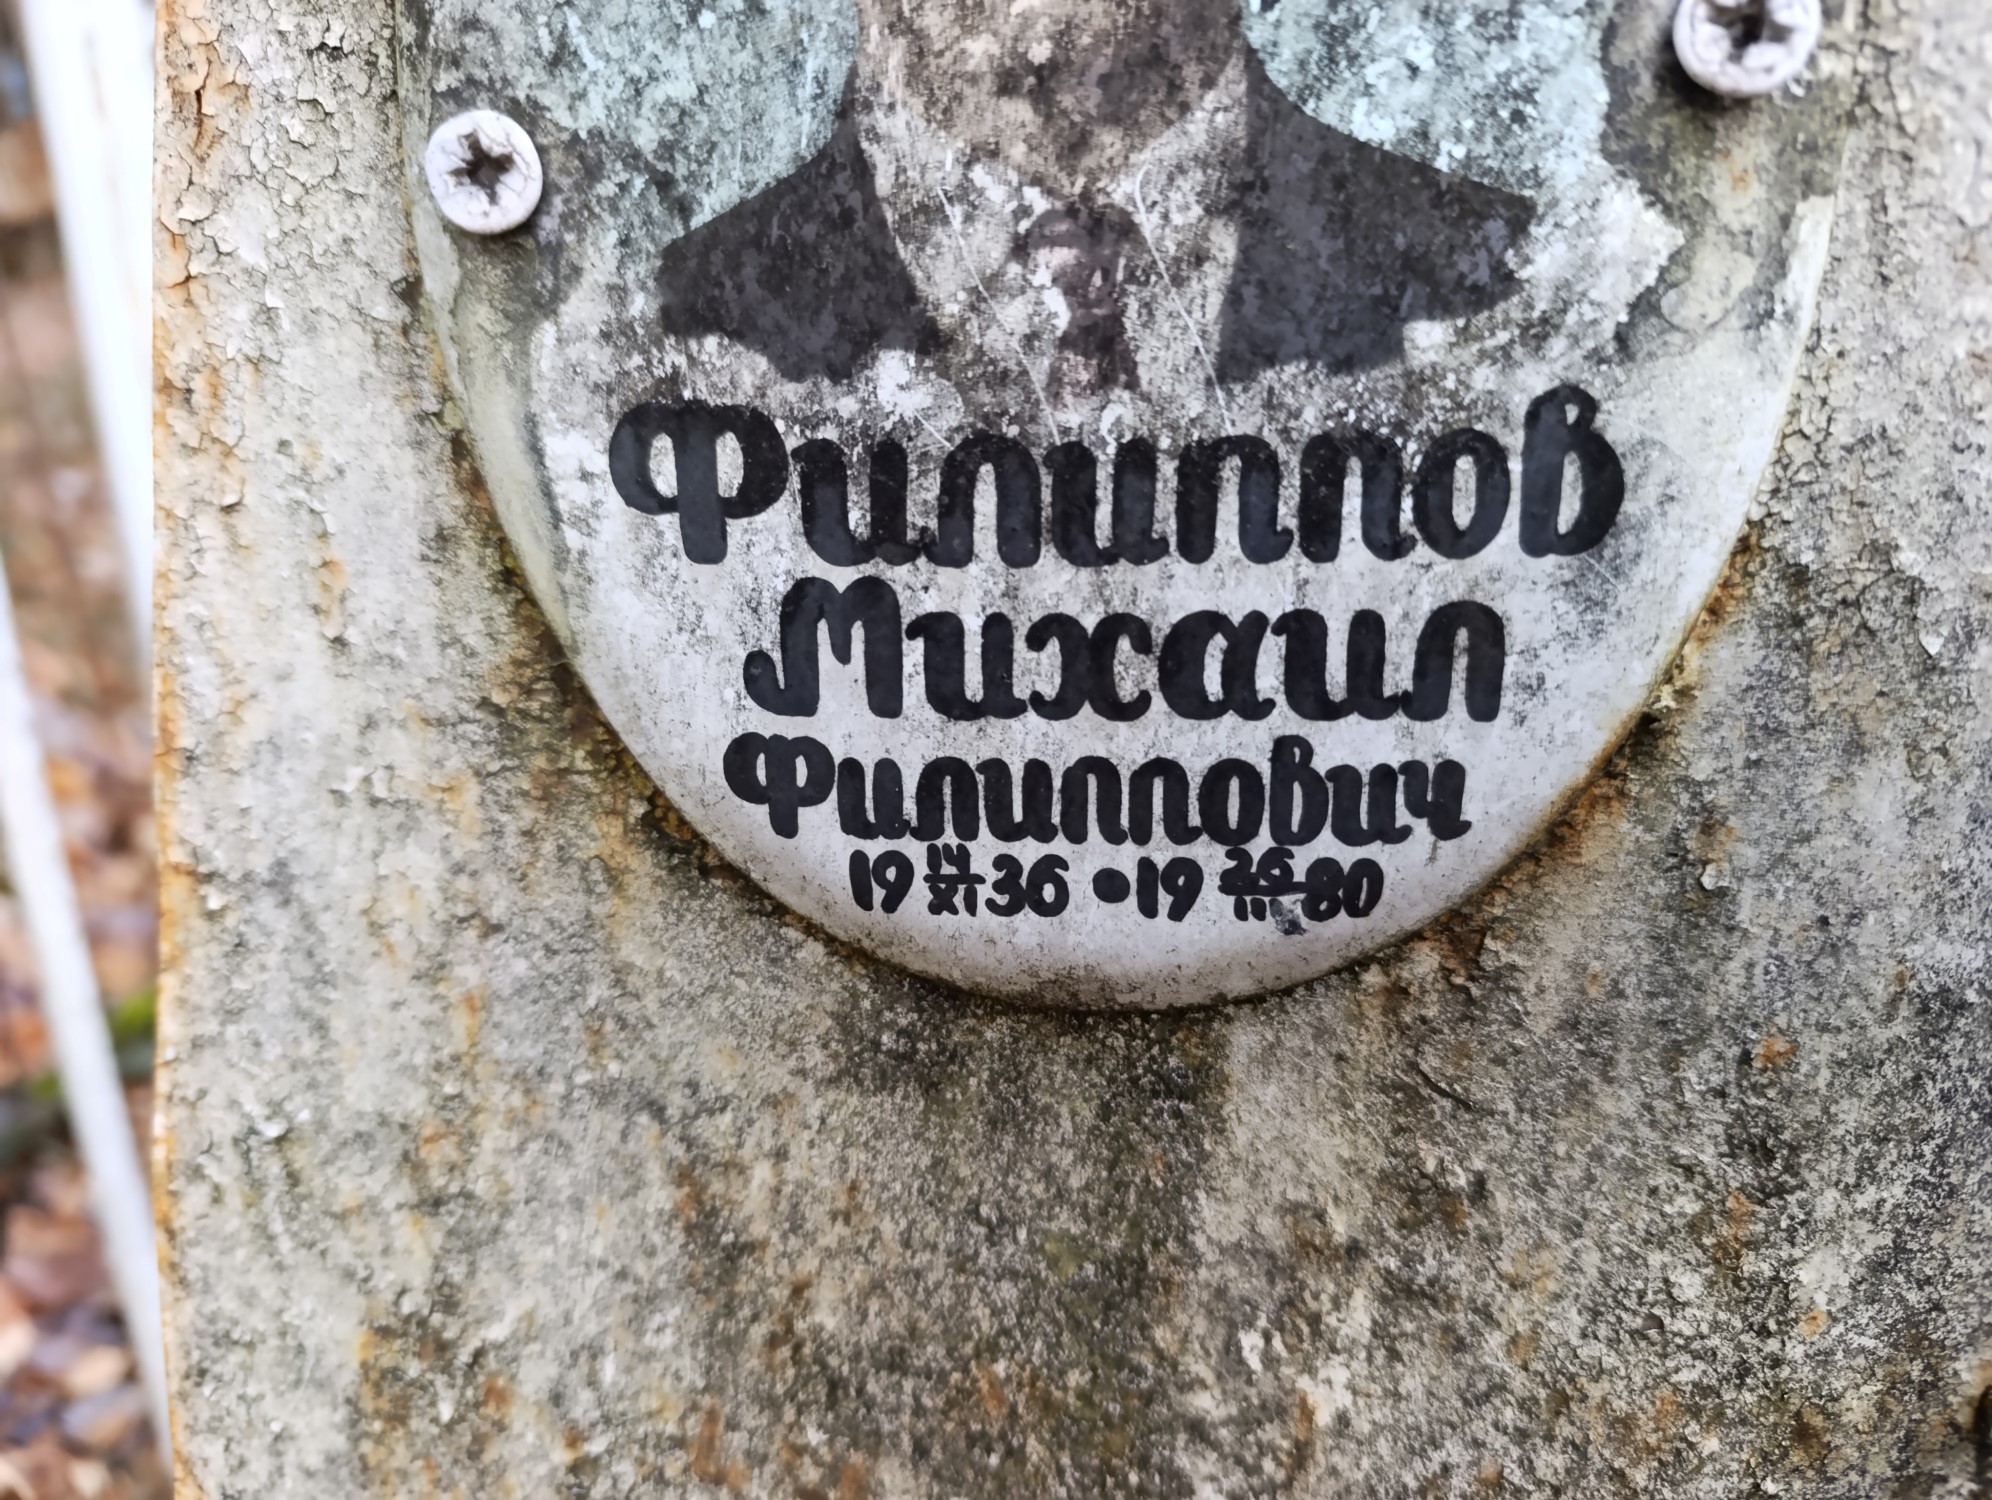 Филиппов
Михаил
Филиппович
19 14/XI 36 • 19 26/III 80